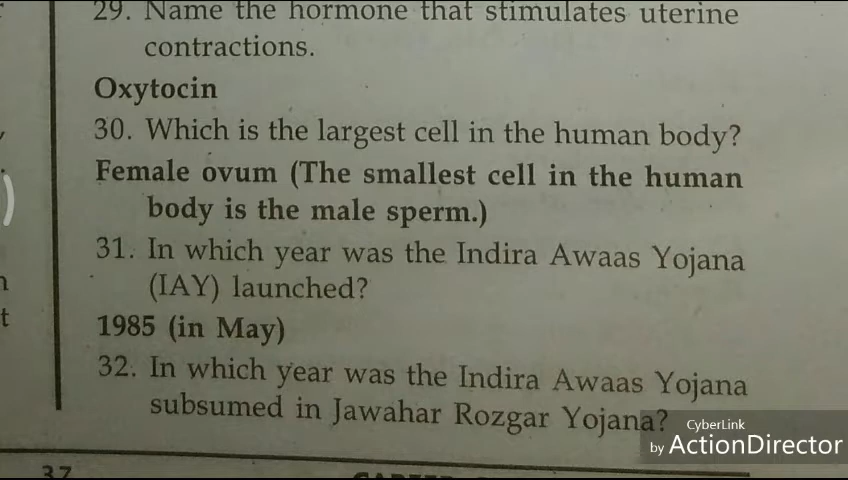 29. Name the hormone that stimulates uterine
contractions.
Oxytocin
30. Which is the largest cell in the human body?
Female ovum (The smallest cell in the human
body is the male sperm.)
31. In which year was the Indira Awaas Yojana
(IAY) launched?
1985 (in May)
32. In which year was the Indira Awaas Yojana
subsumed in Jawahar Rozgar Yojana?
CyberLink
by ActionDirector
37